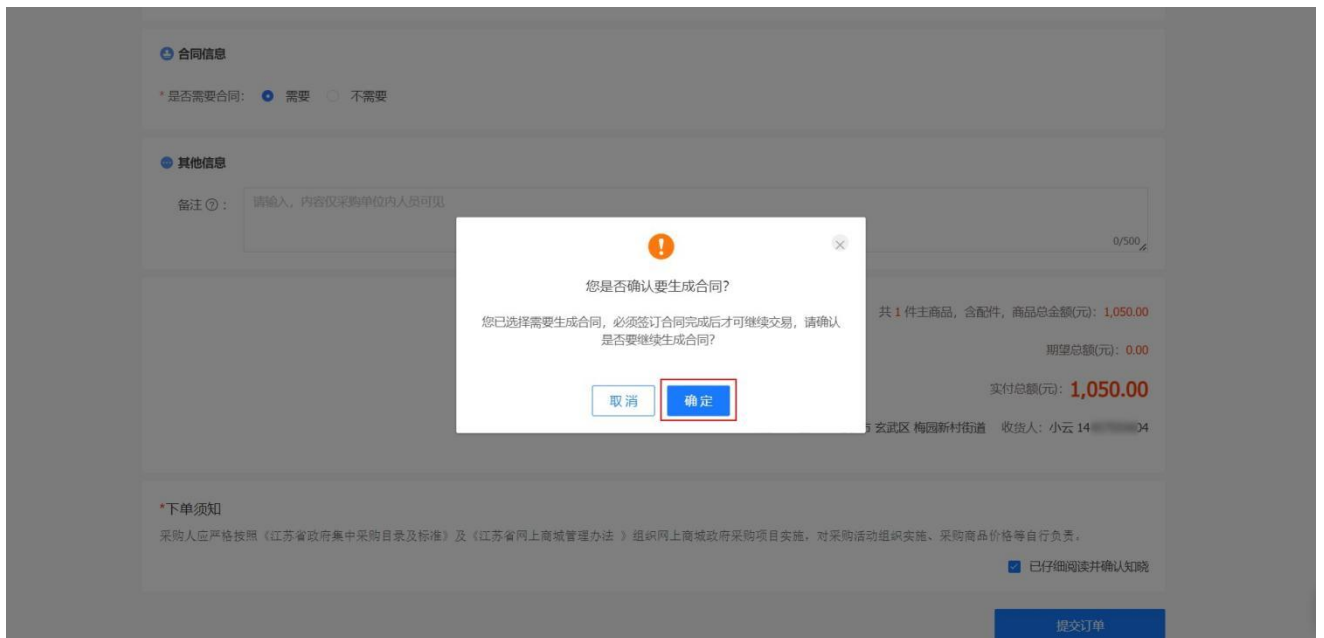 合同信息
*是否需要合同： 需要 不需要
其他信息
备注?： 请输入，内容仅采购单位内人员可见
0/500
!
您是否确认要生成合同？
您已选择需要生成合同，必须签订合同完成后才可继续交易，请确认
是否要继续生成合同？
取消 确定
共1件主商品，含配件，商品总金额(元)：1,050.00
期望总额(元)：0.00
实付总额(元)：1,050.00
玄武区 梅园新村街道 收货人：小云 14 04
*下单须知
采购人应严格按照《江苏省政府集中采购目录及标准》及《江苏省网上商城管理办法 》组织网上商城政府采购项目实施，对采购活动组织实施、采购商品价格等自行负责。
已仔细阅读并确认知晓
提交订单